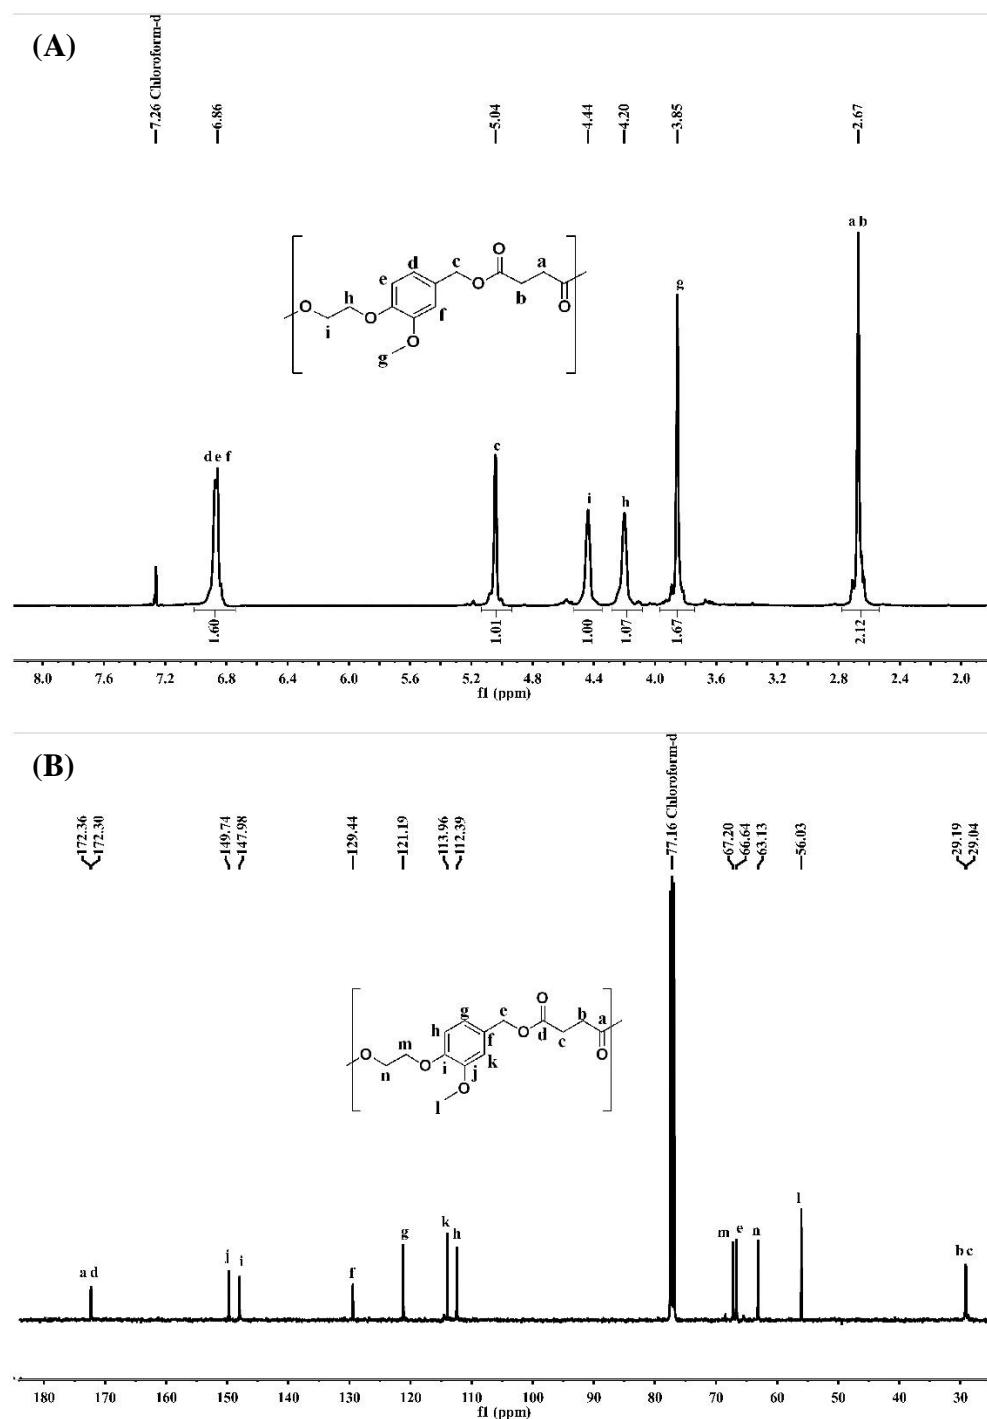 (A)
7.26 Chloroform-d
6.86
5.04
4.44
4.20
3.85
2.67
a b
O
d
c
a
e
O
h
b
O
O
f
i
O
O
g
g
d e f
c
i
h
1.60
1.01
1.00
1.07
1.67
2.12
8.0 7.6 7.2 6.8 6.4 6.0 5.6 5.2 4.8 4.4 4.0 3.6 3.2 2.8 2.4 2.0
f1 (ppm)
(B)
172.36
172.30
149.74
147.98
129.44
121.19
113.96
112.39
77.16 Chloroform-d
67.20
66.64
63.13
56.03
29.19
29.04
O
g
e
b
h
a
O
m
f
d
c
O
O
i
k
n
O
j
O
l
l
k
g
h
m
e
n
j
i
b c
a d
f
180 170 160 150 140 130 120 110 100 90 80 70 60 50 40 30
f1 (ppm)